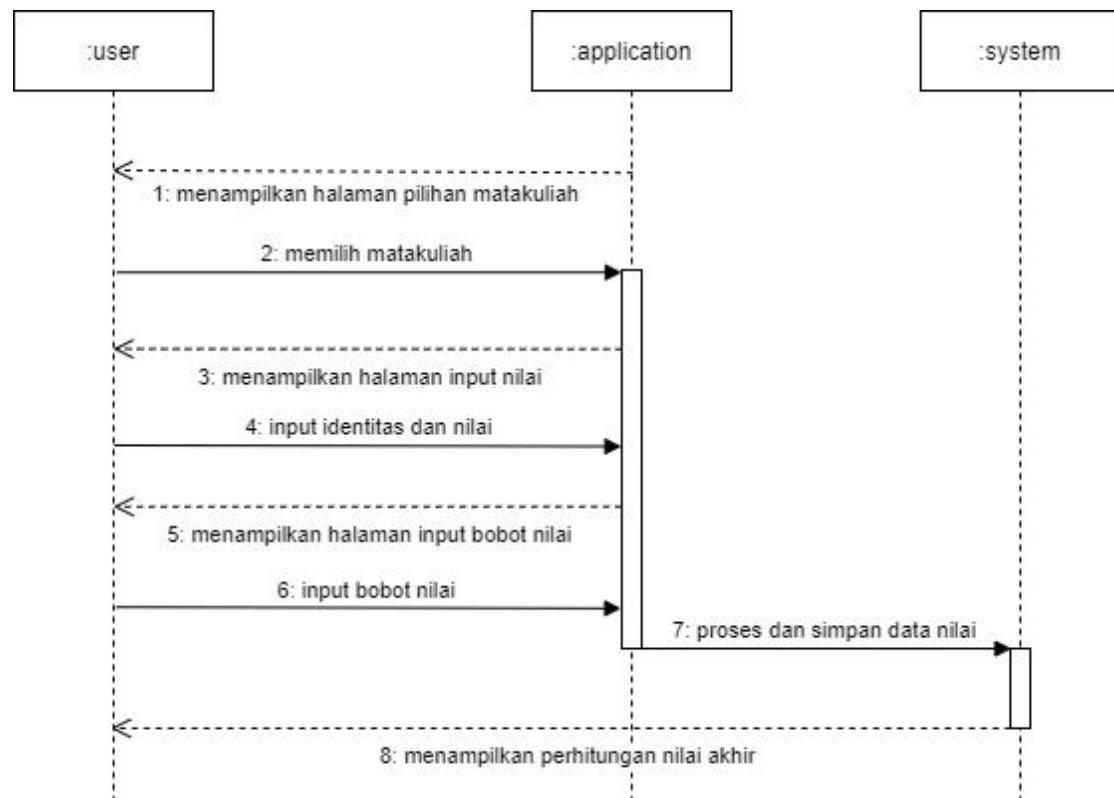 :user
:application
:system
1: menampilkan halaman pilihan matakuliah
2: memilih matakuliah
3: menampilkan halaman input nilai
4: input identitas dan nilai
5: menampilkan halaman input bobot nilai
6: input bobot nilai
7: proses dan simpan data nilai
8: menampilkan perhitungan nilai akhir